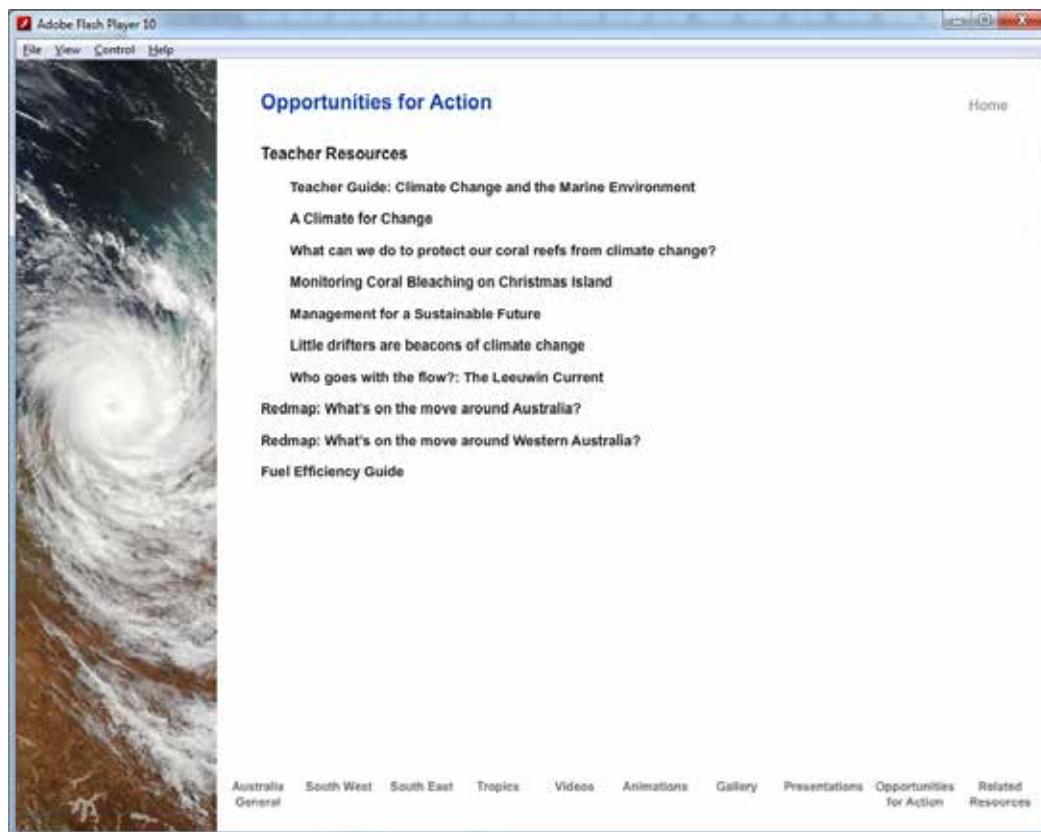 Adobe Flash Player 10
File View Control Help
Opportunities for Action
Home
Teacher Resources
Teacher Guide: Climate Change and the Marine Environment
A Climate for Change
What can we do to protect our coral reefs from climate change?
Monitoring Coral Bleaching on Christmas Island
Management for a Sustainable Future
Little drifters are beacons of climate change
Who goes with the flow?: The Leeuwin Current
Redmap: What's on the move around Australia?
Redmap: What's on the move around Western Australia?
Fuel Efficiency Guide
Australia General
South West
South East
Tropics
Videos
Animations
Gallery
Presentations
Opportunities for Action
Related Resources